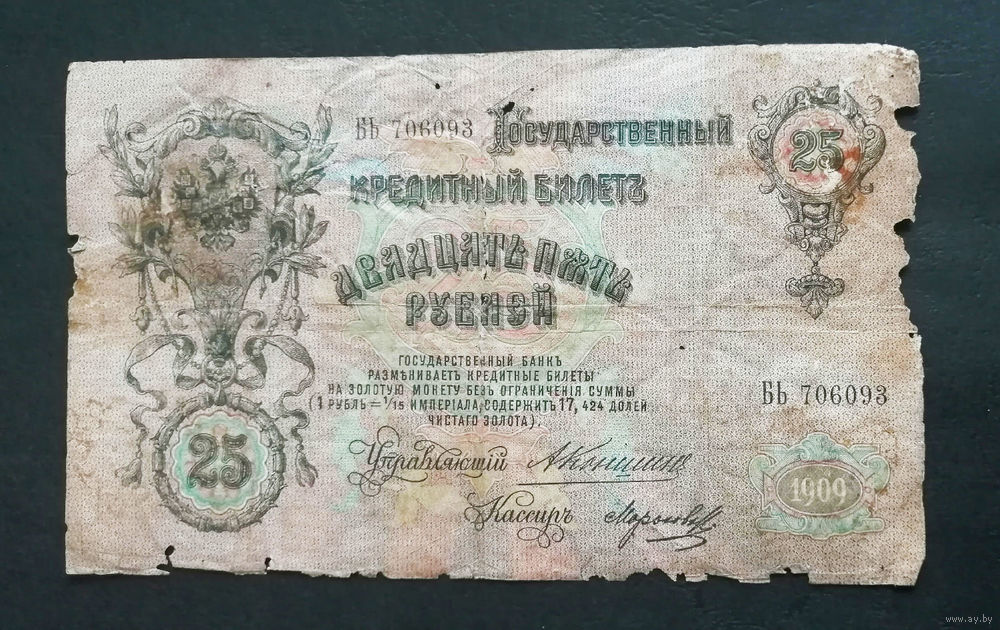 БЬ 706093
Государственный
25
кредитный билетъ
двадцать пять
рублей
государственный банкъ
размѣниваетъ кредитные билеты
на золотую монету безъ ограниченія суммы
(1 рубль = 1/15 имперіала, содержитъ 17, 424 долей
чистаго золота).
БЬ 706093
25
Управляющій
Кассиръ
1909
www.ay.by